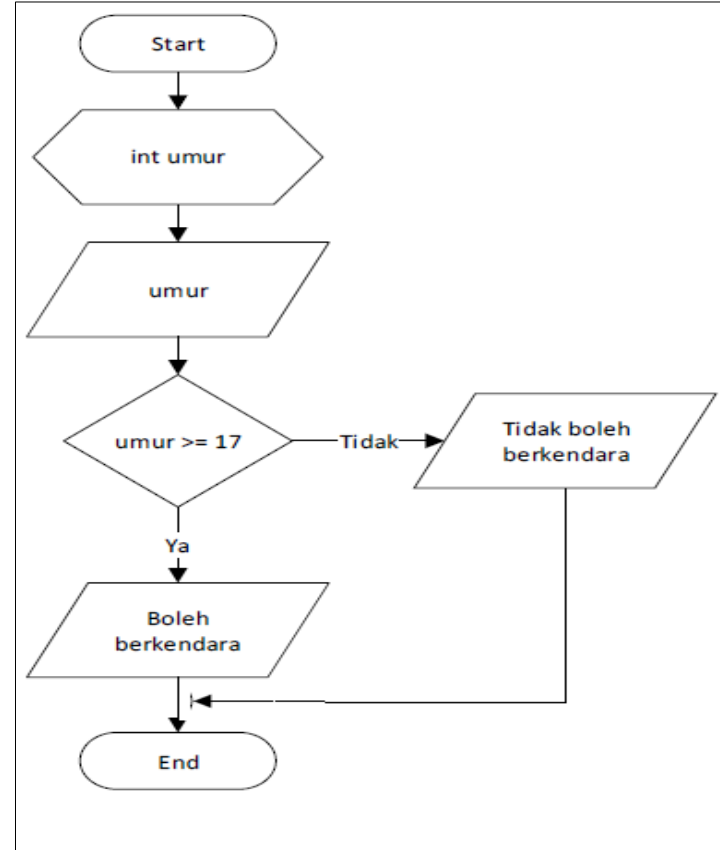 Start
int umur
umur
umur >= 17
Tidak
Tidak boleh
berkendara
Ya
Boleh
berkendara
End